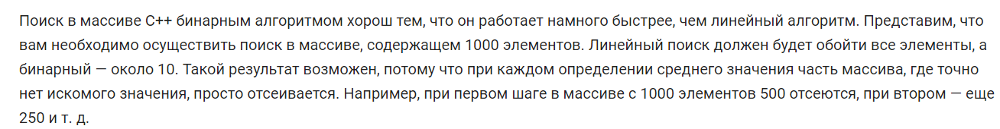 Поиск в массиве C++ бинарным алгоритмом хорош тем, что он работает намного быстрее, чем линейный алгоритм. Представим, что
вам необходимо осуществить поиск в массиве, содержащем 1000 элементов. Линейный поиск должен будет обойти все элементы, а
бинарный — около 10. Такой результат возможен, потому что при каждом определении среднего значения часть массива, где точно
нет искомого значения, просто отсеивается. Например, при первом шаге в массиве с 1000 элементов 500 отсеются, при втором — еще
250 и т. д.